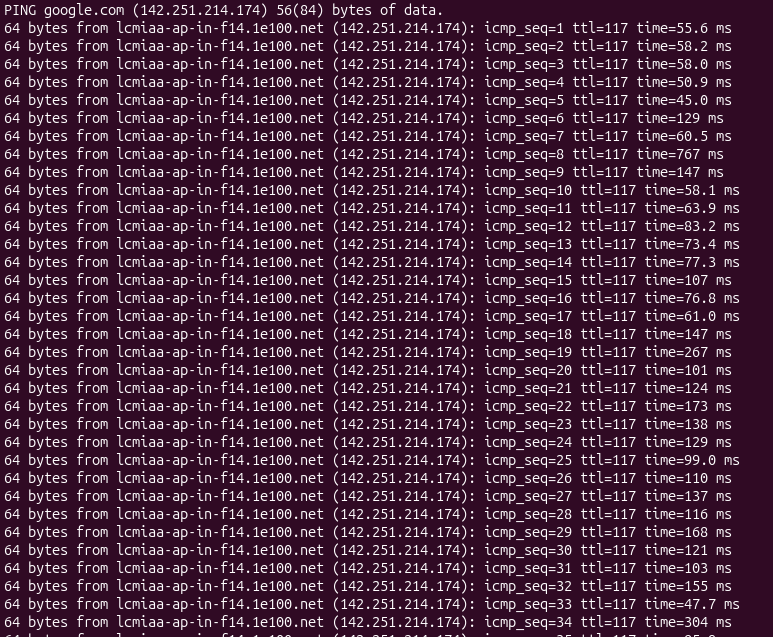 PING google.com (142.251.214.174) 56(84) bytes of data.
64 bytes from lcmiaa-ap-in-f14.1e100.net (142.251.214.174): icmp_seq=1 ttl=117 time=55.6 ms
64 bytes from lcmiaa-ap-in-f14.1e100.net (142.251.214.174): icmp_seq=2 ttl=117 time=58.2 ms
64 bytes from lcmiaa-ap-in-f14.1e100.net (142.251.214.174): icmp_seq=3 ttl=117 time=58.0 ms
64 bytes from lcmiaa-ap-in-f14.1e100.net (142.251.214.174): icmp_seq=4 ttl=117 time=50.9 ms
64 bytes from lcmiaa-ap-in-f14.1e100.net (142.251.214.174): icmp_seq=5 ttl=117 time=45.0 ms
64 bytes from lcmiaa-ap-in-f14.1e100.net (142.251.214.174): icmp_seq=6 ttl=117 time=129 ms
64 bytes from lcmiaa-ap-in-f14.1e100.net (142.251.214.174): icmp_seq=7 ttl=117 time=60.5 ms
64 bytes from lcmiaa-ap-in-f14.1e100.net (142.251.214.174): icmp_seq=8 ttl=117 time=767 ms
64 bytes from lcmiaa-ap-in-f14.1e100.net (142.251.214.174): icmp_seq=9 ttl=117 time=147 ms
64 bytes from lcmiaa-ap-in-f14.1e100.net (142.251.214.174): icmp_seq=10 ttl=117 time=58.1 ms
64 bytes from lcmiaa-ap-in-f14.1e100.net (142.251.214.174): icmp_seq=11 ttl=117 time=63.9 ms
64 bytes from lcmiaa-ap-in-f14.1e100.net (142.251.214.174): icmp_seq=12 ttl=117 time=83.2 ms
64 bytes from lcmiaa-ap-in-f14.1e100.net (142.251.214.174): icmp_seq=13 ttl=117 time=73.4 ms
64 bytes from lcmiaa-ap-in-f14.1e100.net (142.251.214.174): icmp_seq=14 ttl=117 time=77.3 ms
64 bytes from lcmiaa-ap-in-f14.1e100.net (142.251.214.174): icmp_seq=15 ttl=117 time=107 ms
64 bytes from lcmiaa-ap-in-f14.1e100.net (142.251.214.174): icmp_seq=16 ttl=117 time=76.8 ms
64 bytes from lcmiaa-ap-in-f14.1e100.net (142.251.214.174): icmp_seq=17 ttl=117 time=61.0 ms
64 bytes from lcmiaa-ap-in-f14.1e100.net (142.251.214.174): icmp_seq=18 ttl=117 time=147 ms
64 bytes from lcmiaa-ap-in-f14.1e100.net (142.251.214.174): icmp_seq=19 ttl=117 time=267 ms
64 bytes from lcmiaa-ap-in-f14.1e100.net (142.251.214.174): icmp_seq=20 ttl=117 time=101 ms
64 bytes from lcmiaa-ap-in-f14.1e100.net (142.251.214.174): icmp_seq=21 ttl=117 time=124 ms
64 bytes from lcmiaa-ap-in-f14.1e100.net (142.251.214.174): icmp_seq=22 ttl=117 time=173 ms
64 bytes from lcmiaa-ap-in-f14.1e100.net (142.251.214.174): icmp_seq=23 ttl=117 time=138 ms
64 bytes from lcmiaa-ap-in-f14.1e100.net (142.251.214.174): icmp_seq=24 ttl=117 time=129 ms
64 bytes from lcmiaa-ap-in-f14.1e100.net (142.251.214.174): icmp_seq=25 ttl=117 time=99.0 ms
64 bytes from lcmiaa-ap-in-f14.1e100.net (142.251.214.174): icmp_seq=26 ttl=117 time=110 ms
64 bytes from lcmiaa-ap-in-f14.1e100.net (142.251.214.174): icmp_seq=27 ttl=117 time=137 ms
64 bytes from lcmiaa-ap-in-f14.1e100.net (142.251.214.174): icmp_seq=28 ttl=117 time=116 ms
64 bytes from lcmiaa-ap-in-f14.1e100.net (142.251.214.174): icmp_seq=29 ttl=117 time=168 ms
64 bytes from lcmiaa-ap-in-f14.1e100.net (142.251.214.174): icmp_seq=30 ttl=117 time=121 ms
64 bytes from lcmiaa-ap-in-f14.1e100.net (142.251.214.174): icmp_seq=31 ttl=117 time=103 ms
64 bytes from lcmiaa-ap-in-f14.1e100.net (142.251.214.174): icmp_seq=32 ttl=117 time=155 ms
64 bytes from lcmiaa-ap-in-f14.1e100.net (142.251.214.174): icmp_seq=33 ttl=117 time=47.7 ms
64 bytes from lcmiaa-ap-in-f14.1e100.net (142.251.214.174): icmp_seq=34 ttl=117 time=304 ms